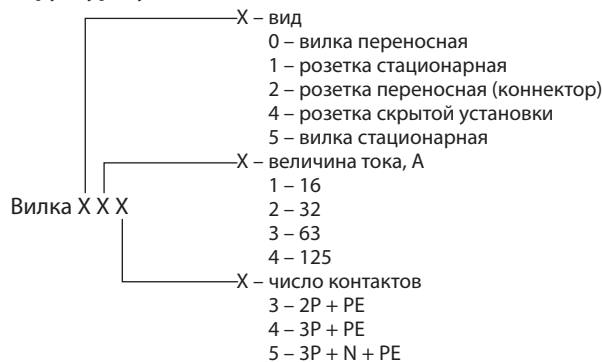 X – вид
0 – вилка переносная
1 – розетка стационарная
2 – розетка переносная (коннектор)
4 – розетка скрытой установки
5 – вилка стационарная
X – величина тока, А
1 – 16
2 – 32
3 – 63
4 – 125
Вилка X X X
X – число контактов
3 – 2P + PE
4 – 3P + PE
5 – 3P + N + PE